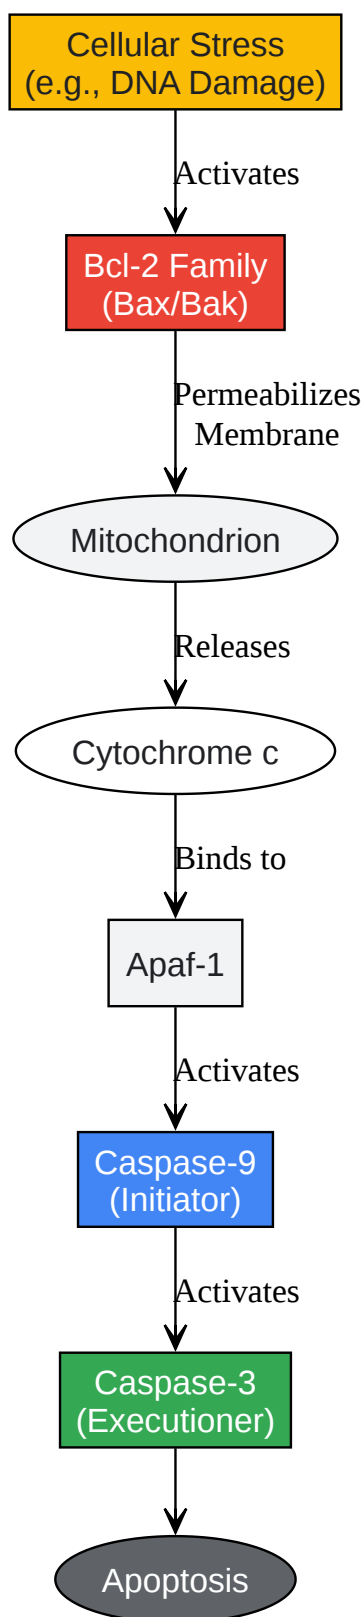 Cellular Stress
(e.g., DNA Damage)
Activates
Bcl-2 Family
(Bax/Bak)
Permeabilizes
Membrane
Mitochondrion
Releases
Cytochrome c
Binds to
Apaf-1
Activates
Caspase-9
(Initiator)
Activates
Caspase-3
(Executioner)
Apoptosis